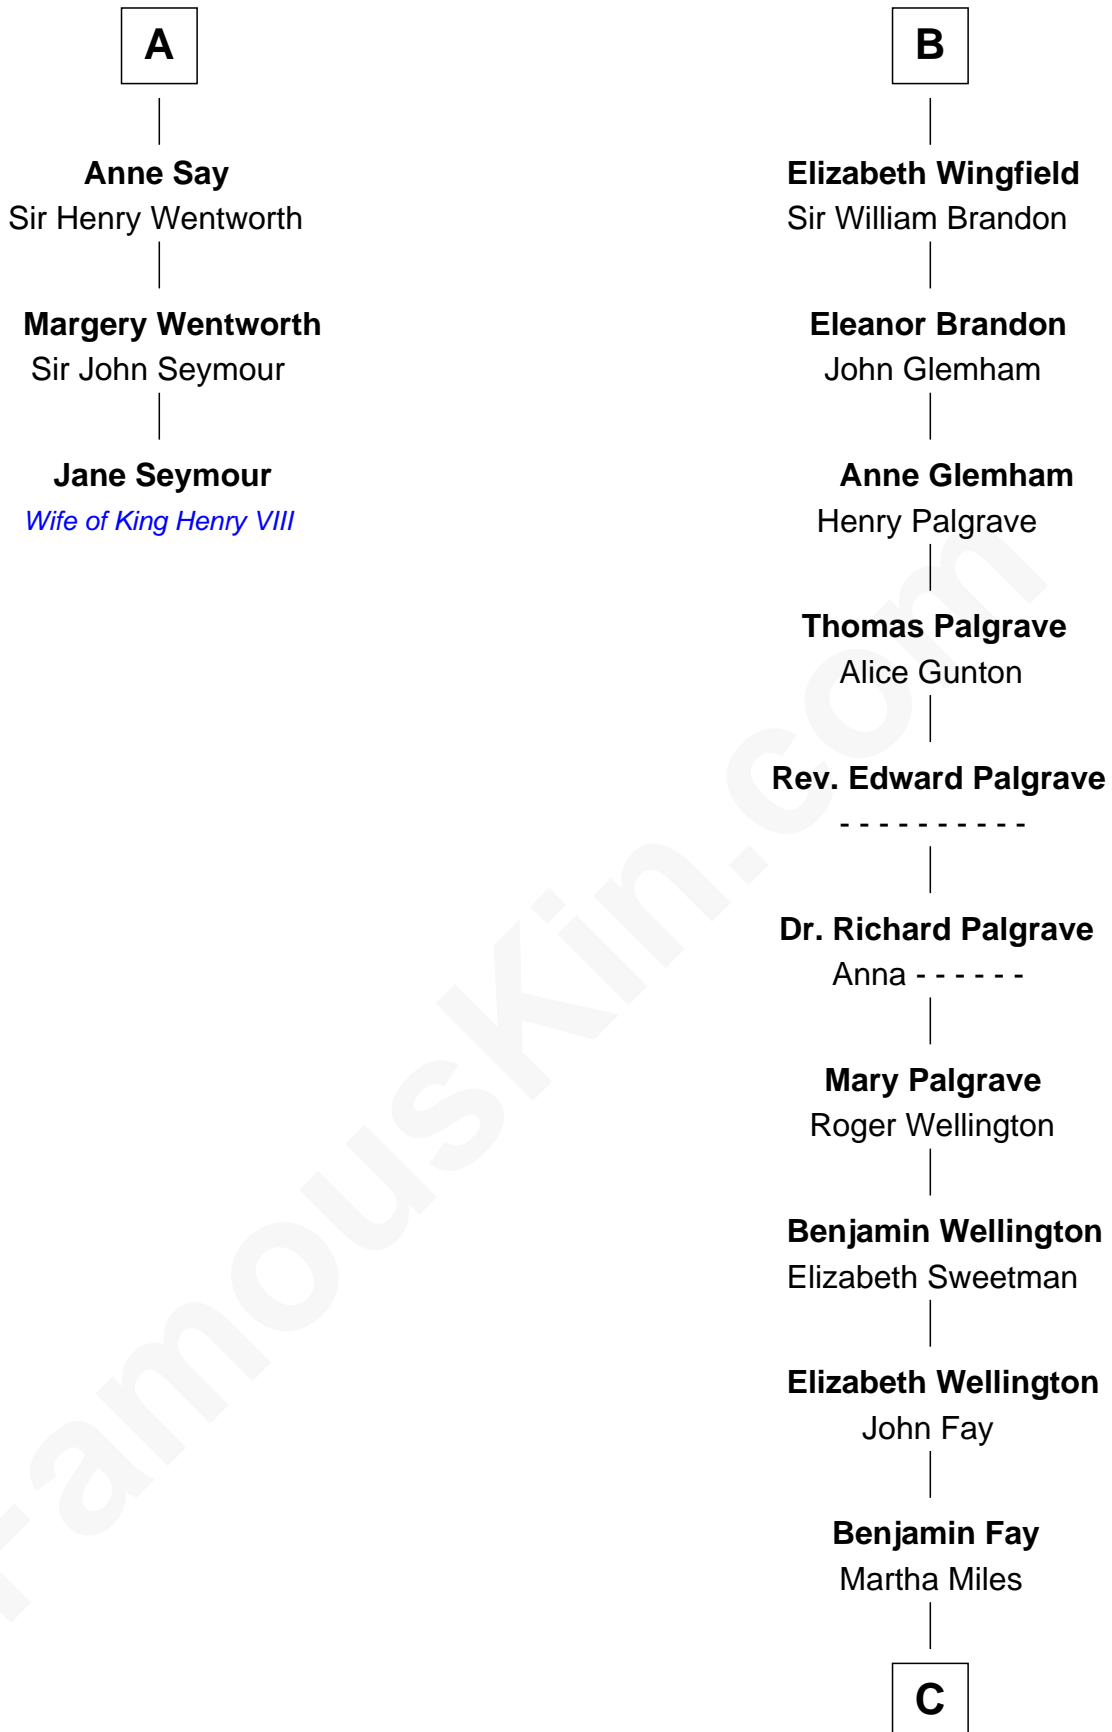 A
Anne Say
Sir Henry Wentworth
Margery Wentworth
Sir John Seymour
Jane Seymour
Wife of King Henry VIII
B
Elizabeth Wingfield
Sir William Brandon
Eleanor Brandon
John Glemham
Anne Glemham
Henry Palgrave
Thomas Palgrave
Alice Gunton
Rev. Edward Palgrave
- - - - - - - - - -
Dr. Richard Palgrave
Anna - - - - - -
Mary Palgrave
Roger Wellington
Benjamin Wellington
Elizabeth Sweetman
Elizabeth Wellington
John Fay
Benjamin Fay
Martha Miles
C
FamousKin.com